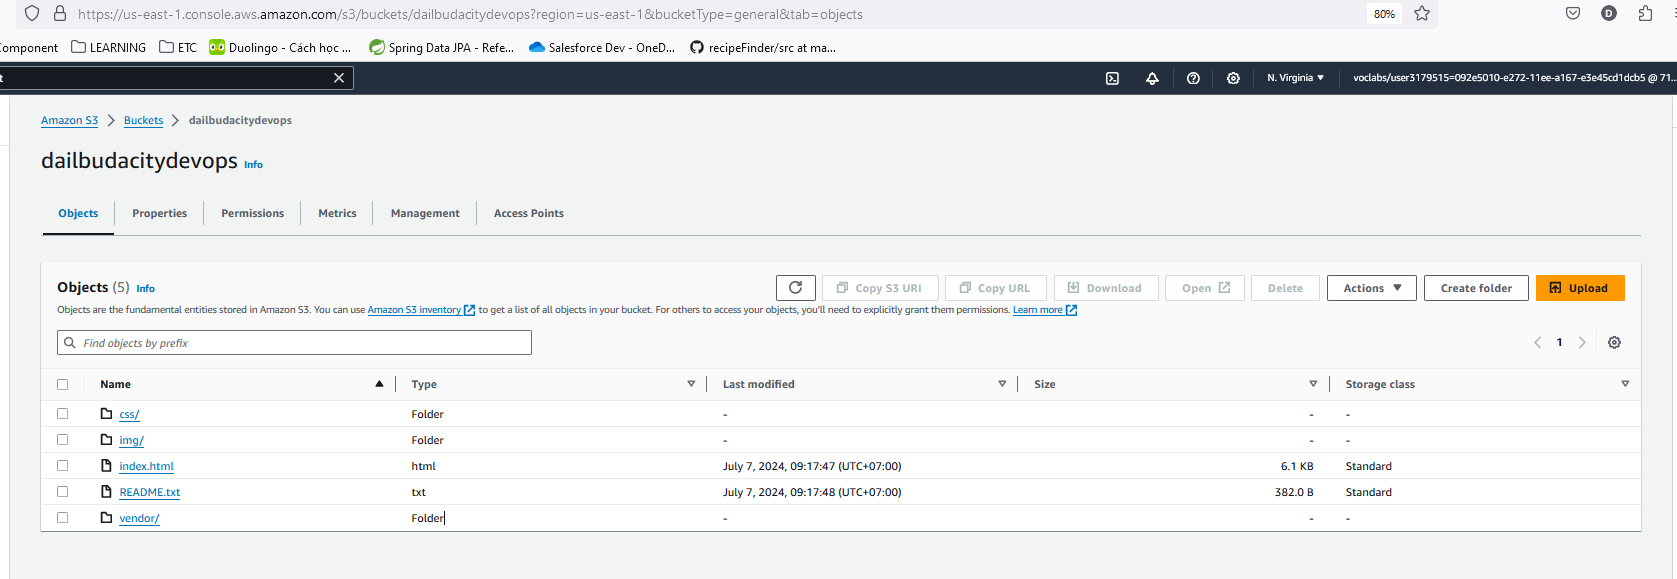 https://us-east-1.console.aws.amazon.com/s3/buckets/dailbudacitydevops?region=us-east-1&bucketType=general&tab=objects 80% D
Component LEARNING ETC Duolingo - Cách học ... Spring Data JPA - Refe... Salesforce Dev - OneD... recipeFinder/src at ma...
t N. Virginia voclabs/user3179515=092e5010-e272-11ee-a167-e3e45cd1dcb5 @ 71...
Amazon S3 > Buckets > dailbudacitydevops
dailbudacitydevops Info
Objects Properties Permissions Metrics Management Access Points
Objects (5) Info Copy S3 URI Copy URL Download Open Delete Actions Create folder Upload
Objects are the fundamental entities stored in Amazon S3. You can use Amazon S3 inventory to get a list of all objects in your bucket. For others to access your objects, you'll need to explicitly grant them permissions. Learn more
Find objects by prefix 1
Name Type Last modified Size Storage class
css/ Folder - - -
img/ Folder - - -
index.html html July 7, 2024, 09:17:47 (UTC+07:00) 6.1 KB Standard
README.txt txt July 7, 2024, 09:17:48 (UTC+07:00) 382.0 B Standard
vendor/ Folder - - -